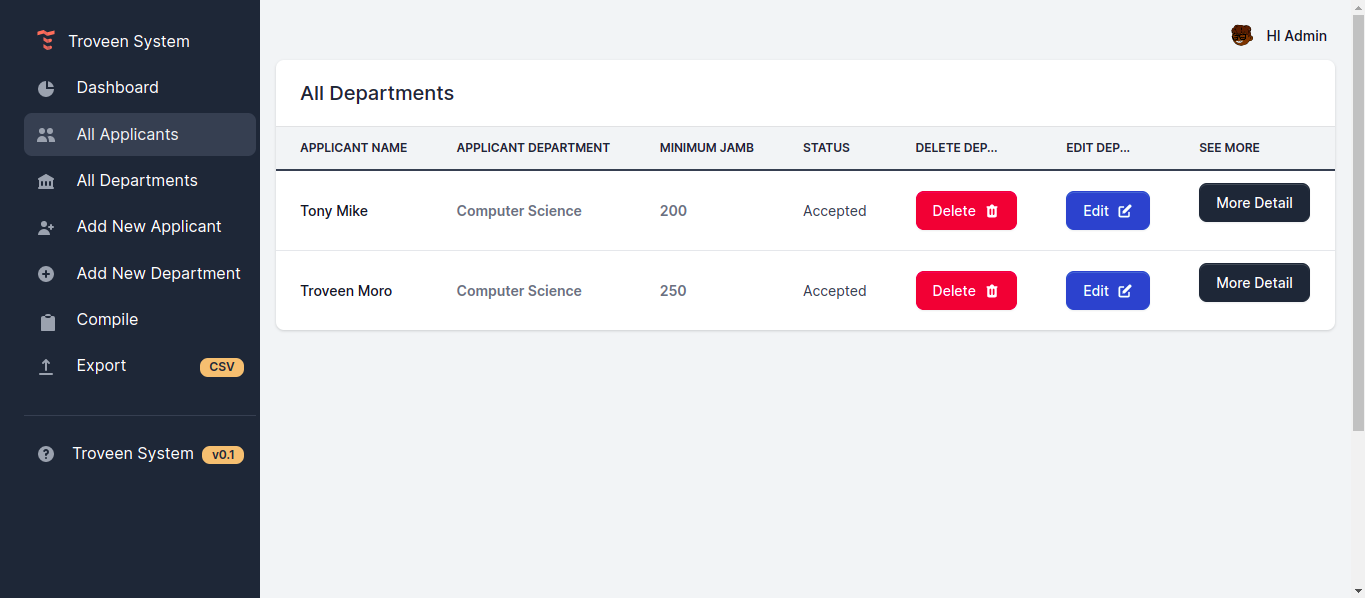 Troveen System
Dashboard
All Applicants
All Departments
Add New Applicant
Add New Department
Compile
Export CSV
Troveen System v0.1
HI Admin
All Departments
APPLICANT NAME APPLICANT DEPARTMENT MINIMUM JAMB STATUS DELETE DEP... EDIT DEP... SEE MORE
Tony Mike Computer Science 200 Accepted Delete Edit More Detail
Troveen Moro Computer Science 250 Accepted Delete Edit More Detail